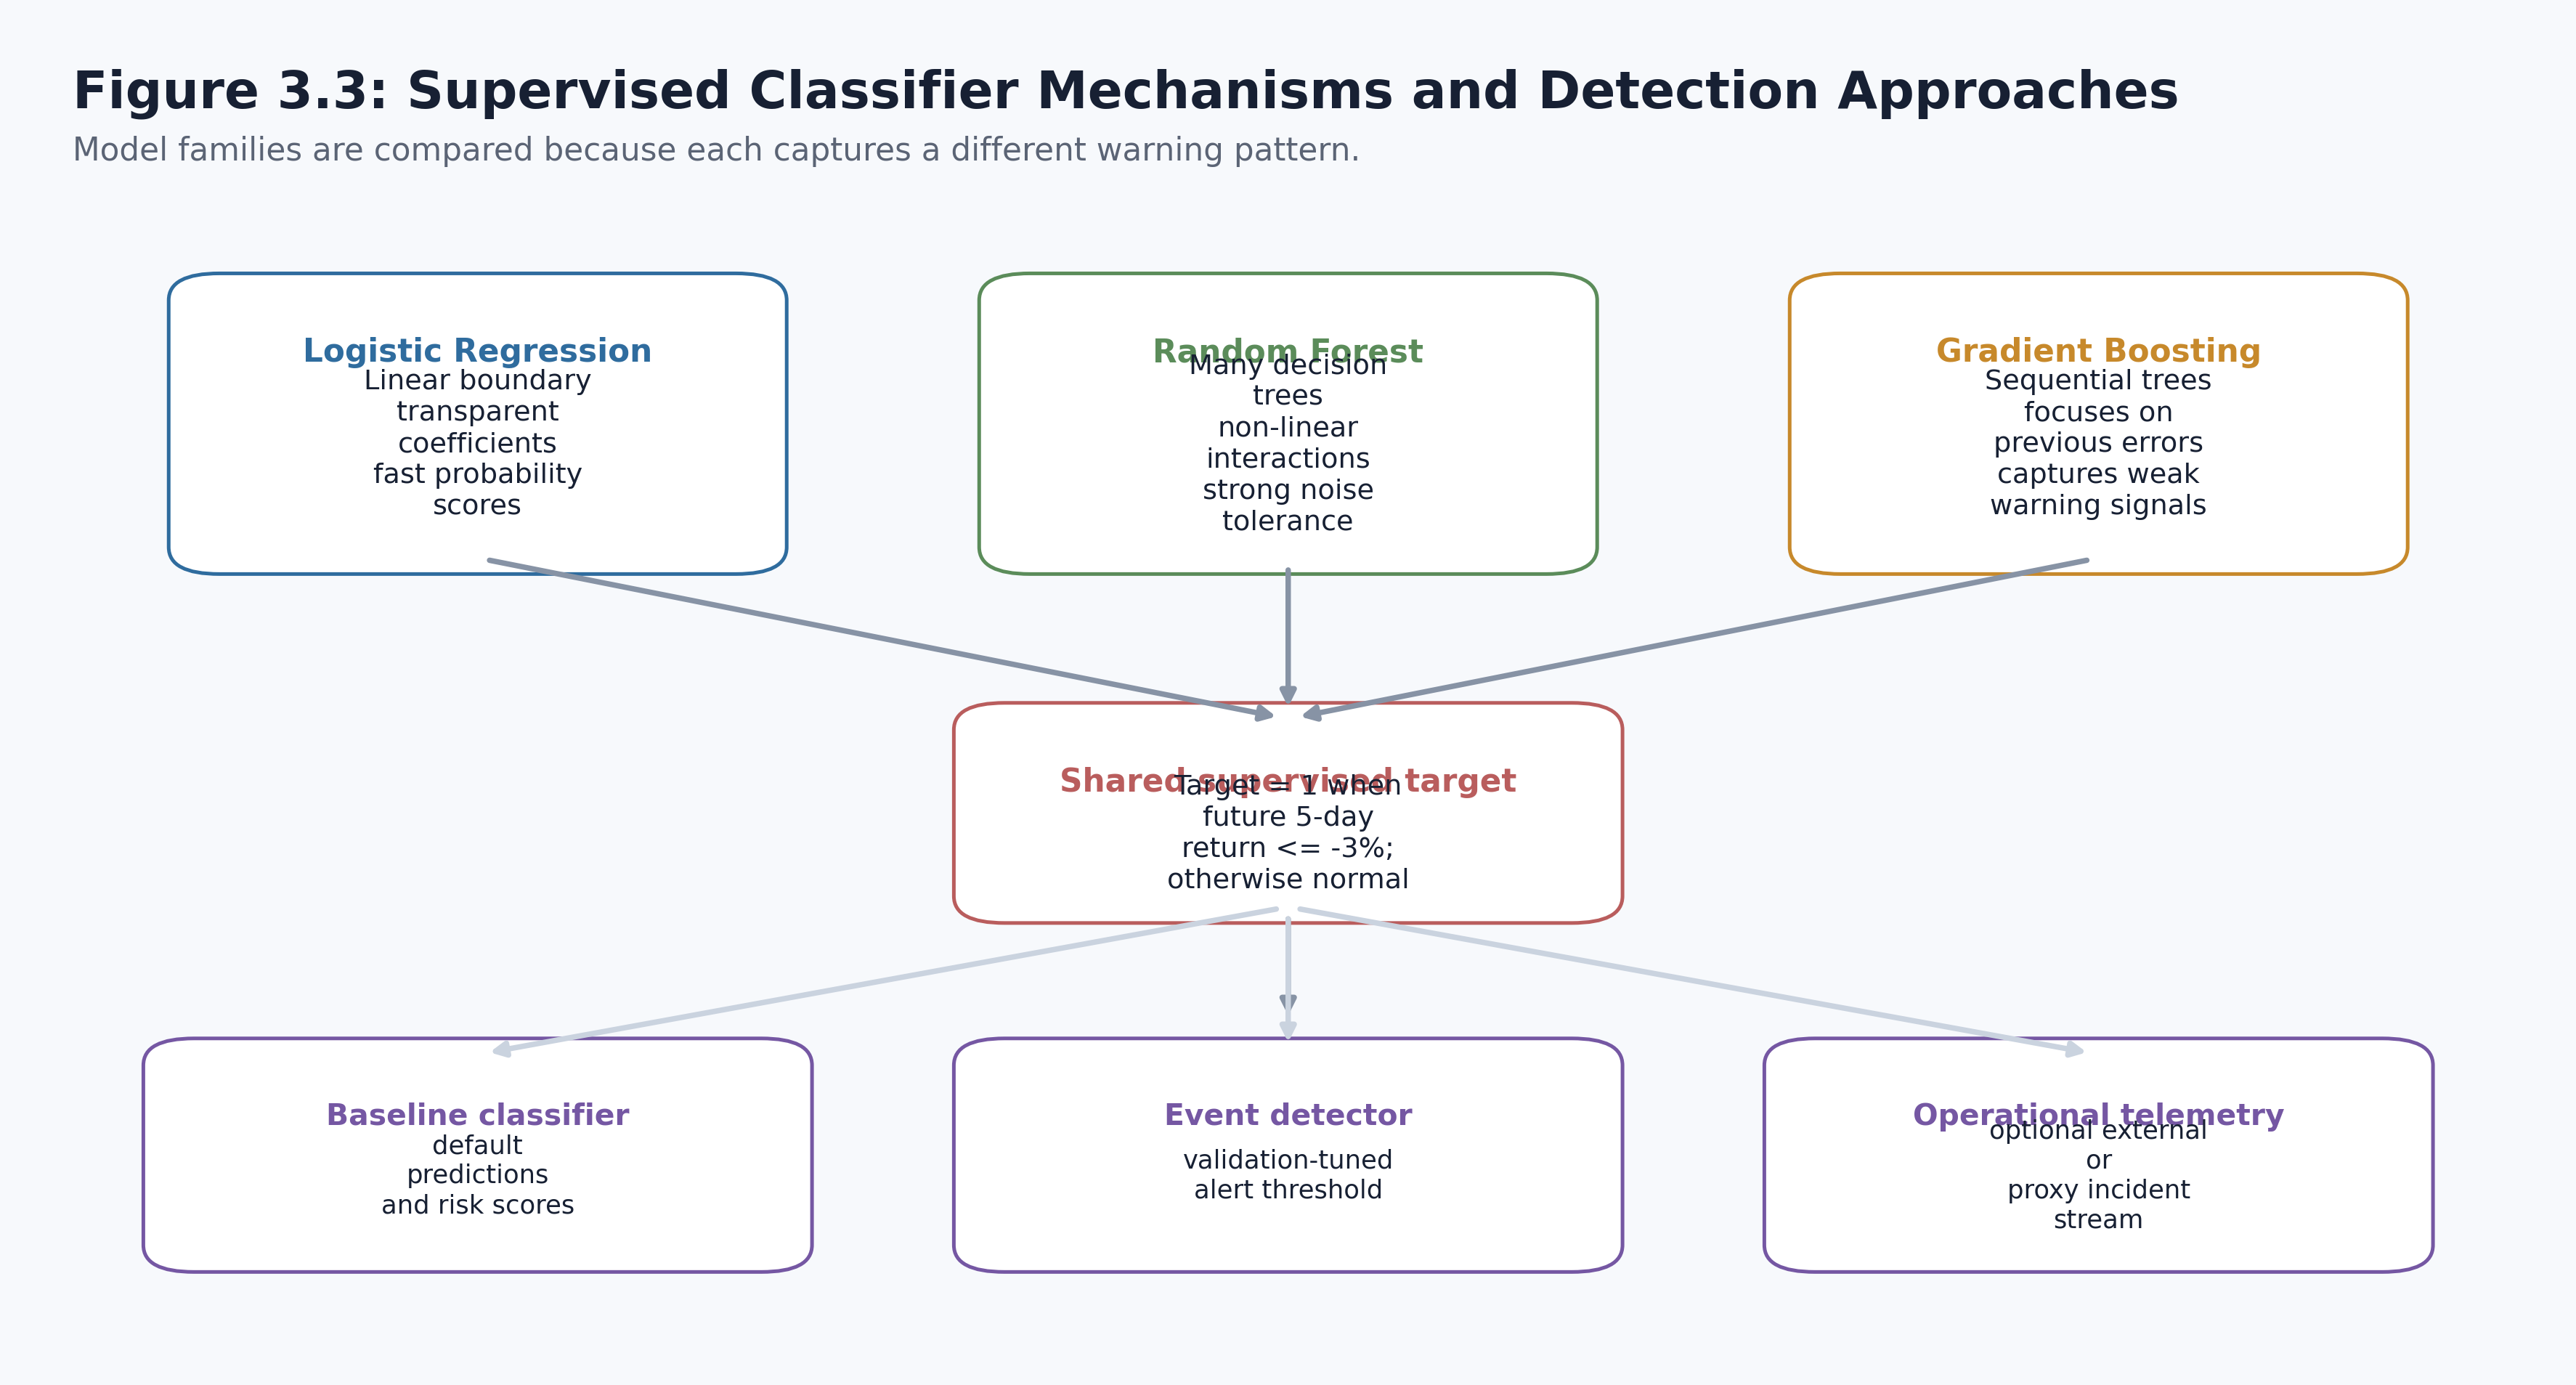 Figure 3.3: Supervised Classifier Mechanisms and Detection Approaches
Model families are compared because each captures a different warning pattern.
Logistic Regression
Linear boundary
transparent
coefficients
fast probability
scores
Random Forest
Many decision
trees
non-linear
interactions
strong noise
tolerance
Gradient Boosting
Sequential trees
focuses on
previous errors
captures weak
warning signals
Shared supervised target
Target = 1 when
future 5-day
return <= -3%;
otherwise normal
Baseline classifier
default
predictions
and risk scores
Event detector
validation-tuned
alert threshold
Operational telemetry
optional external
or
proxy incident
stream